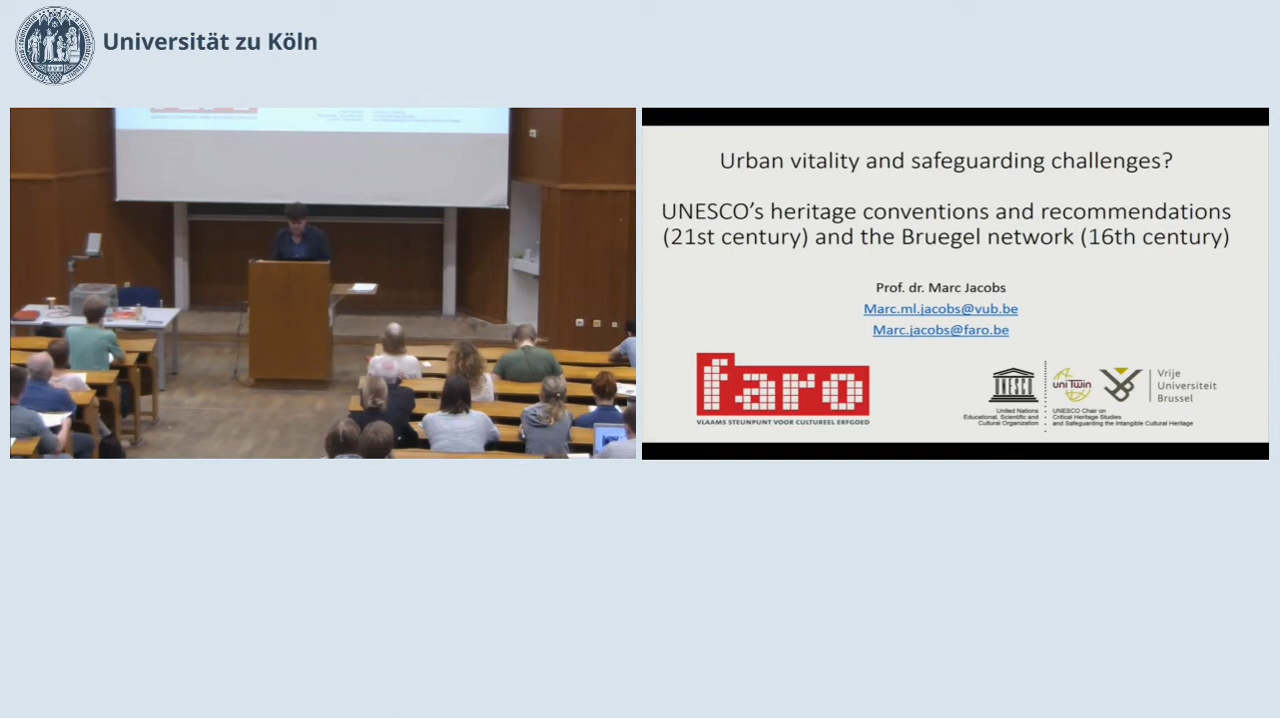 Universität zu Köln
Urban vitality and safeguarding challenges?
UNESCO's heritage conventions and recommendations
(21st century) and the Bruegel network (16th century)
Prof. dr. Marc Jacobs
Marc.ml.jacobs@vub.be
Marc.jacobs@faro.be
faro
VLAAMS STEUNPUNT VOOR CULTUREEL ERFGOED
UNESCO
United Nations
Educational, Scientific and
Cultural Organization
uniTwin
UNESCO Chair on
Critical Heritage Studies
and Safeguarding the Intangible Cultural Heritage
Vrije
Universiteit
Brussel